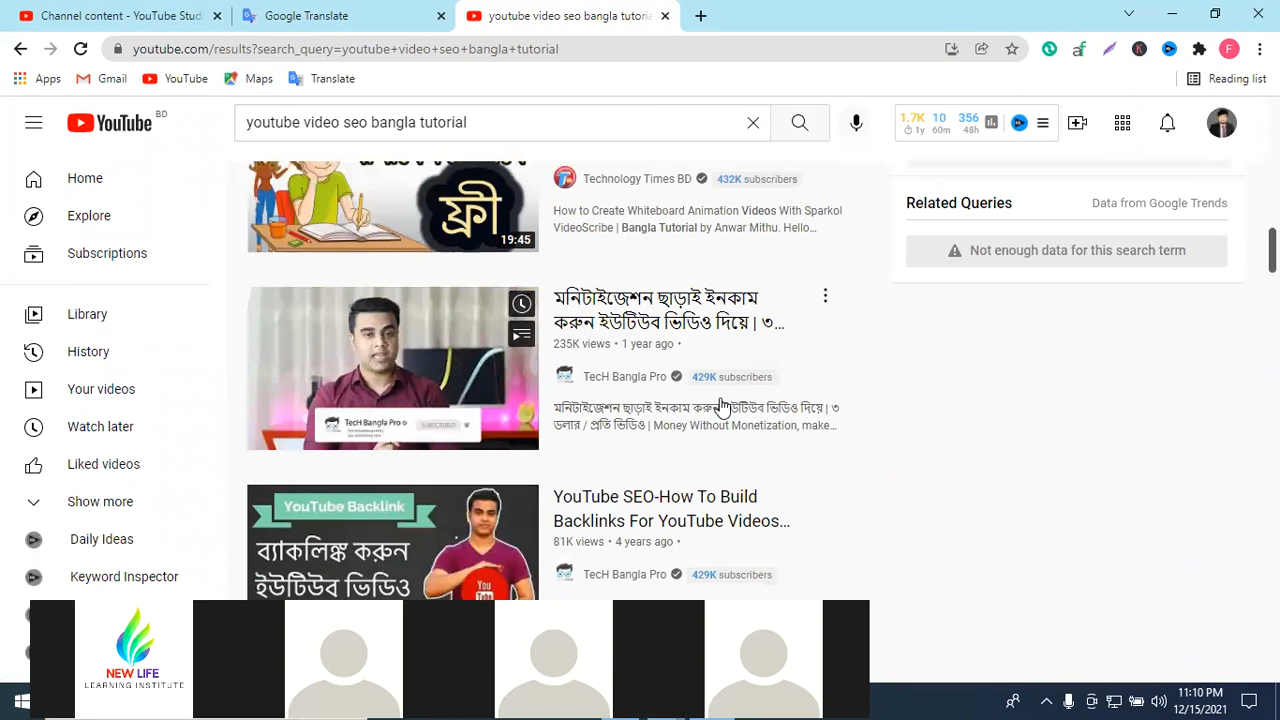 Channel content - YouTube Stu
Google Translate
youtube video seo bangla tutoria
youtube.com/results?search_query=youtube+video+seo+bangla+tutorial
Apps
Gmail
YouTube
Maps
Translate
Reading list
YouTube BD
youtube video seo bangla tutorial
1.7K 10 356
1y 60m 48h
Home
Explore
Subscriptions
Library
History
Your videos
Watch later
Liked videos
Show more
Daily Ideas
Keyword Inspector
ফ্রী
19:45
Technology Times BD 432K subscribers
How to Create Whiteboard Animation Videos With Sparkol
VideoScribe | Bangla Tutorial by Anwar Mithu. Hello...
TecH Bangla Pro
SUBSCRIBED
মনিটাইজেশন ছাড়াই ইনকাম
করুন ইউটিউব ভিডিও দিয়ে | ৩...
235K views • 1 year ago •
TecH Bangla Pro 429K subscribers
মনিটাইজেশন ছাড়াই ইনকাম করুন ইউটিউব ভিডিও দিয়ে | ৩
ডলার / প্রতি ভিডিও | Money Without Monetization, make...
YouTube Backlink
ব্যাকলিঙ্ক করুন
ইউটিউব ভিডিও
You
Tube
YouTube SEO-How To Build
Backlinks For YouTube Videos...
81K views • 4 years ago •
TecH Bangla Pro 429K subscribers
Related Queries
Data from Google Trends
Not enough data for this search term
NEW LIFE
LEARNING INSTITUTE
11:10 PM
12/15/2021